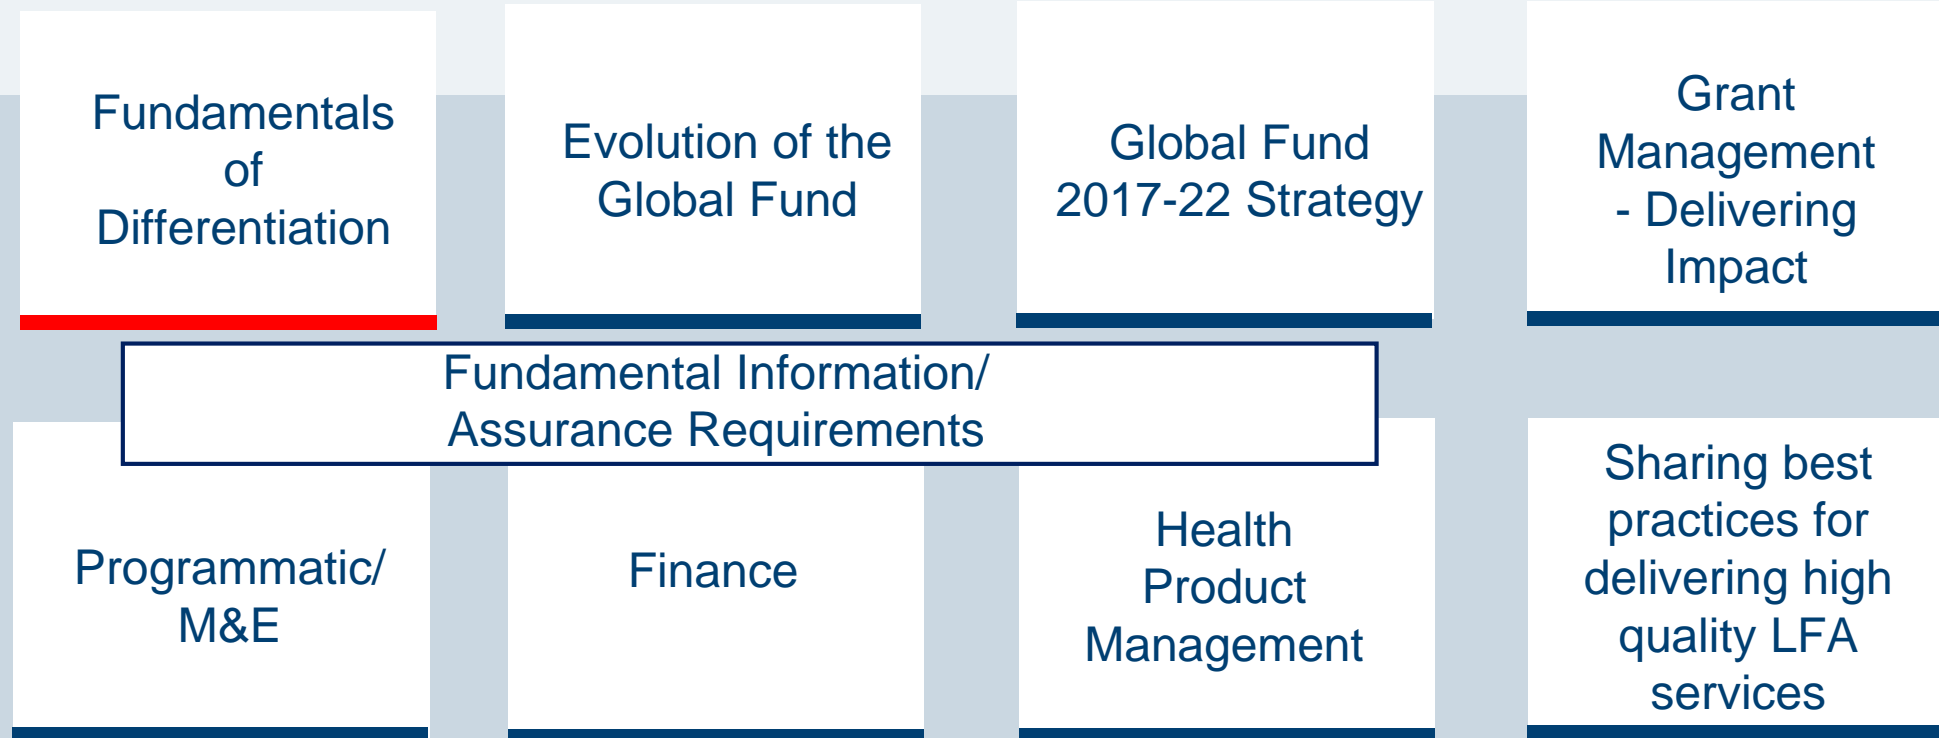 Fundamentals
of
Differentiation
Evolution of the
Global Fund
Global Fund
2017-22 Strategy
Grant
Management
- Delivering
Impact
Fundamental Information/
Assurance Requirements
Programmatic/
M&E
Finance
Health
Product
Management
Sharing best
practices for
delivering high
quality LFA
services